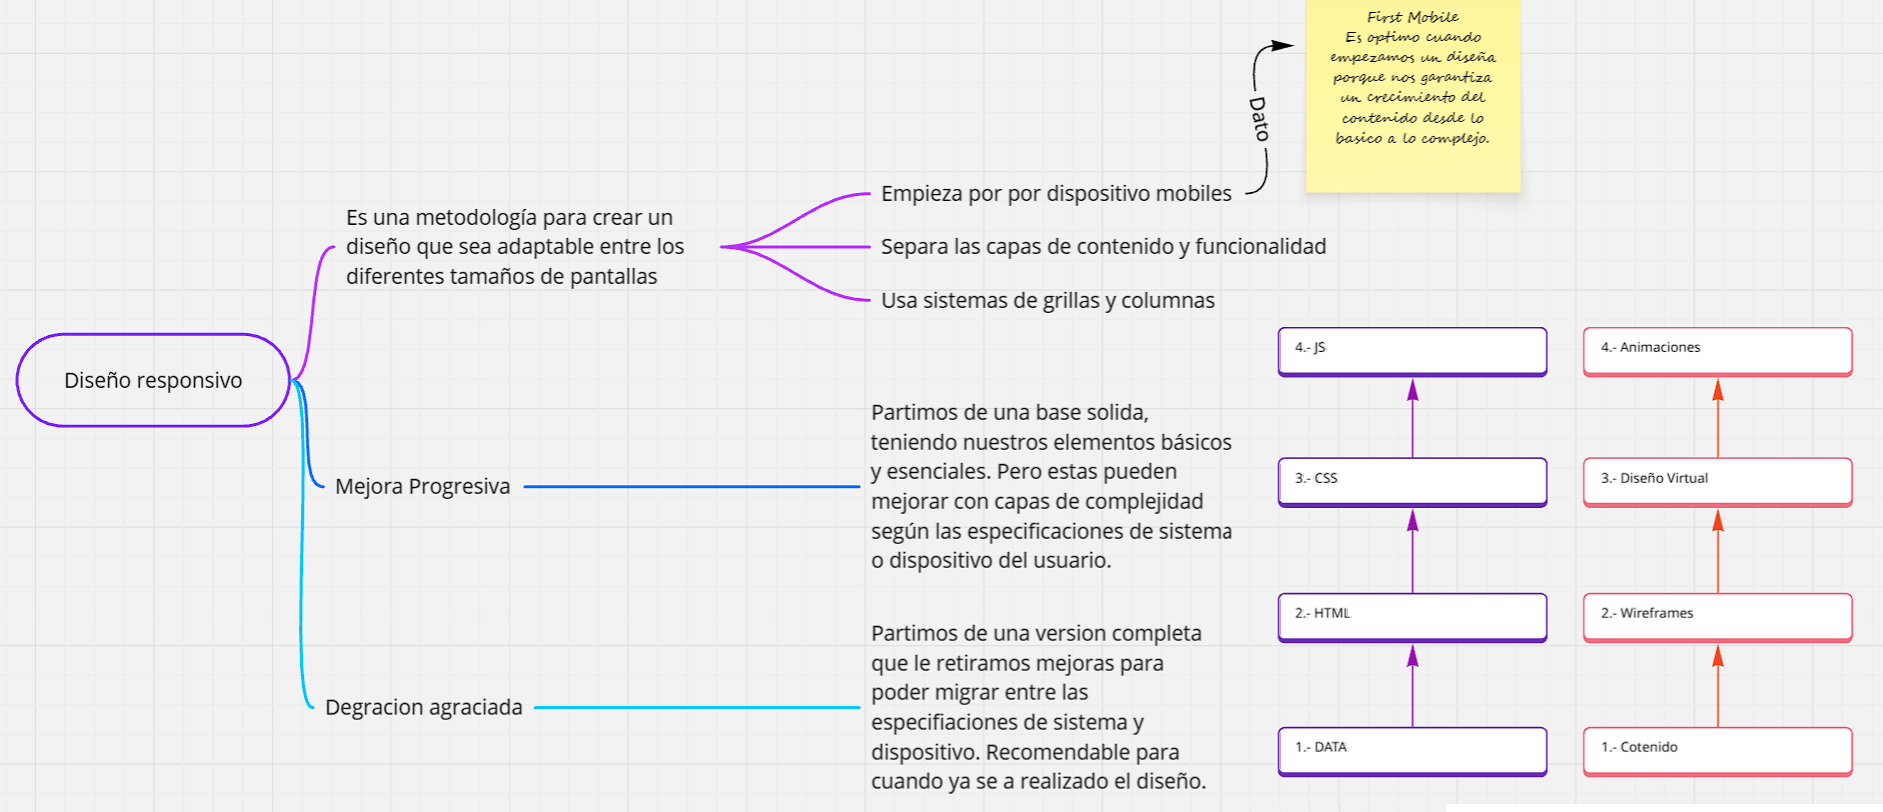 First Mobile
Es optimo cuando
empezamos un diseña
porque nos garantiza
un crecimiento del
contenido desde lo
basico a lo complejo.
Dato
Empieza por por dispositivo mobiles
Es una metodología para crear un
diseño que sea adaptable entre los
diferentes tamaños de pantallas
Separa las capas de contenido y funcionalidad
Usa sistemas de grillas y columnas
Diseño responsivo
Mejora Progresiva
Partimos de una base solida,
teniendo nuestros elementos básicos
y esenciales. Pero estas pueden
mejorar con capas de complejidad
según las especificaciones de sistema
o dispositivo del usuario.
Degracion agraciada
Partimos de una version completa
que le retiramos mejoras para
poder migrar entre las
especifiaciones de sistema y
dispositivo. Recomendable para
cuando ya se a realizado el diseño.
4.- JS
3.- CSS
2.- HTML
1.- DATA
4.- Animaciones
3.- Diseño Virtual
2.- Wireframes
1.- Cotenido